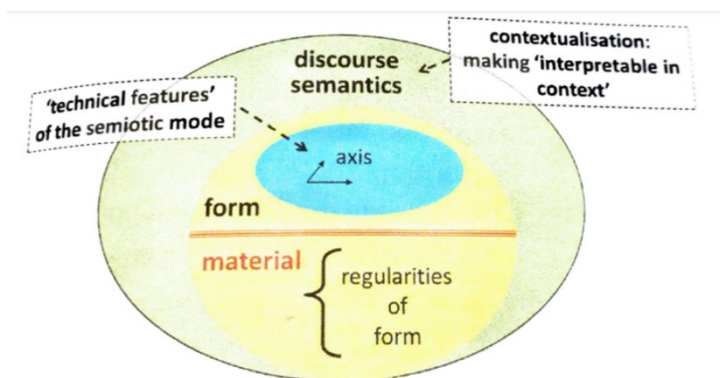 contextualisation:
making 'interpretable in
context'
discourse
semantics
'technical features'
of the semiotic mode
axis
form
material
regularities
of
form